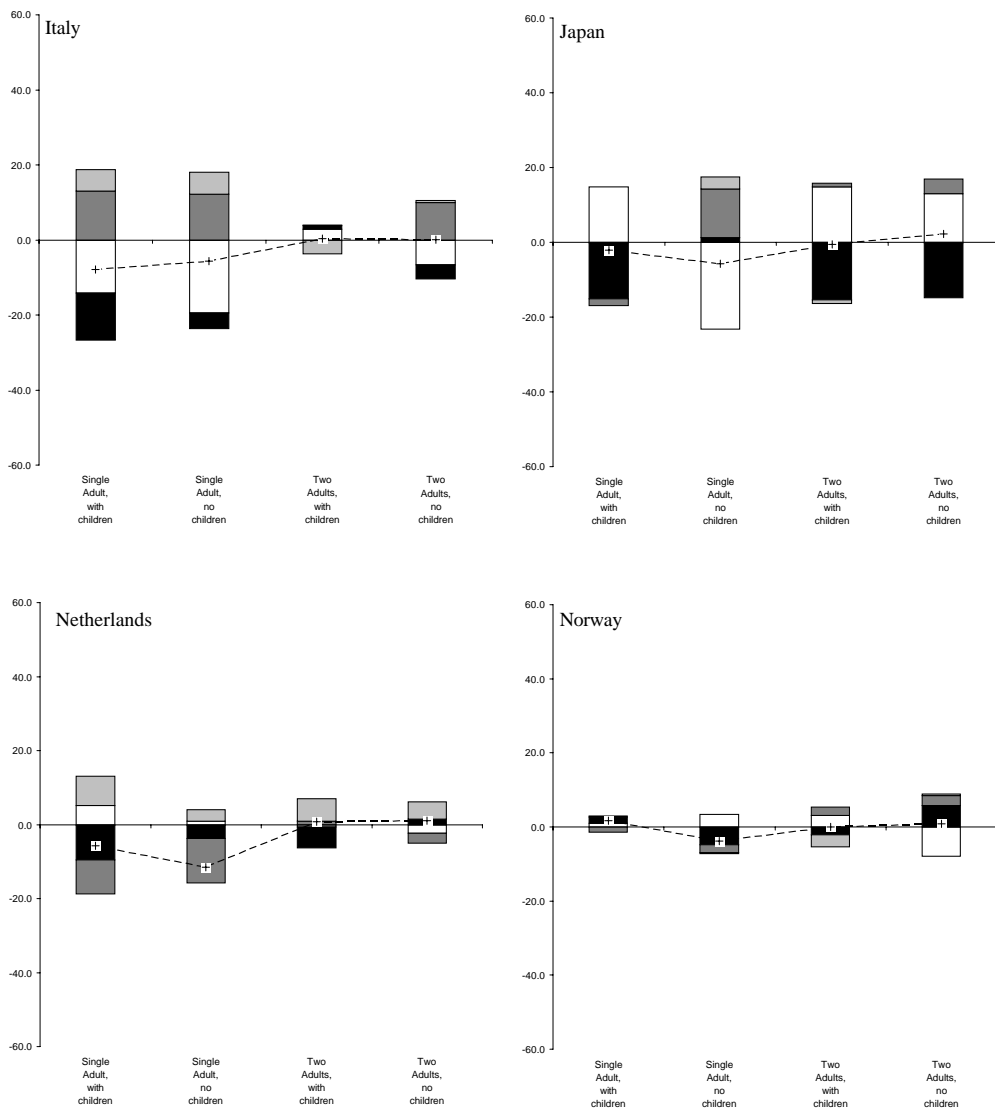 Italy
60.0
40.0
20.0
0.0
-20.0
-40.0
-60.0
Single
Adult,
with
children
Single
Adult,
no
children
Two
Adults,
with
children
Two
Adults,
no
children
Japan
60.0
40.0
20.0
0.0
-20.0
-40.0
-60.0
Single
Adult,
with
children
Single
Adult,
no
children
Two
Adults,
with
children
Two
Adults,
no
children
Netherlands
60.0
40.0
20.0
0.0
-20.0
-40.0
-60.0
Single
Adult,
with
children
Single
Adult,
no
children
Two
Adults,
with
children
Two
Adults,
no
children
Norway
60.0
40.0
20.0
0.0
-20.0
-40.0
-60.0
Single
Adult,
with
children
Single
Adult,
no
children
Two
Adults,
with
children
Two
Adults,
no
children